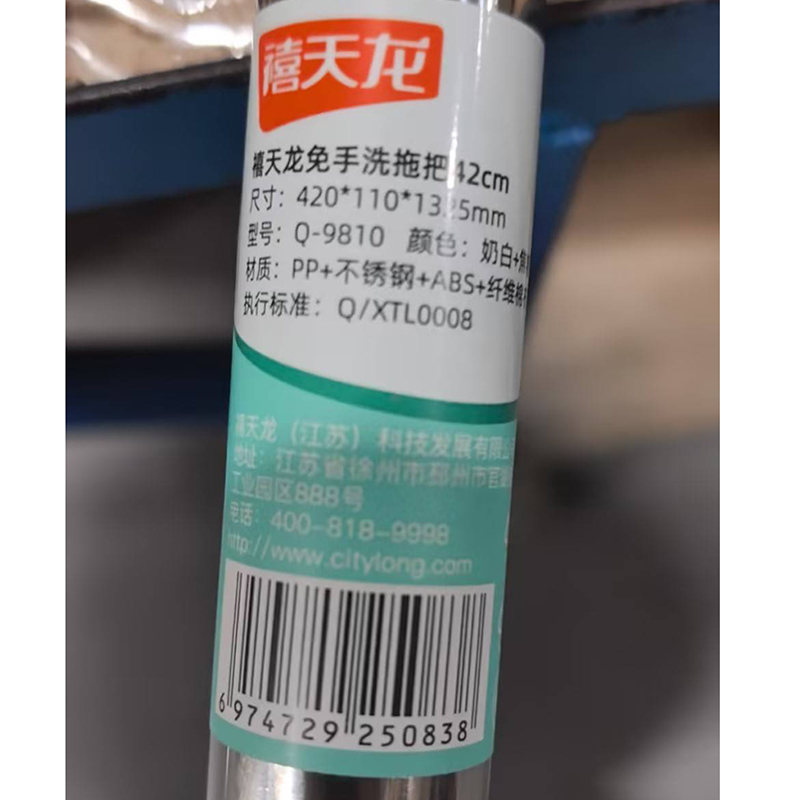 禧天龙
禧天龙免手洗拖把42cm
尺寸：420*110*1325mm
型号：Q-9810 颜色：奶白+
材质：PP+不锈钢+ABS+纤维棉
执行标准：Q/XTL0008
禧天龙（江苏）科技发展有限公
地址：江苏省徐州市邳州市官
工业园区888号
电话：400-818-9998
http://www.citylong.com
6 974729 250838